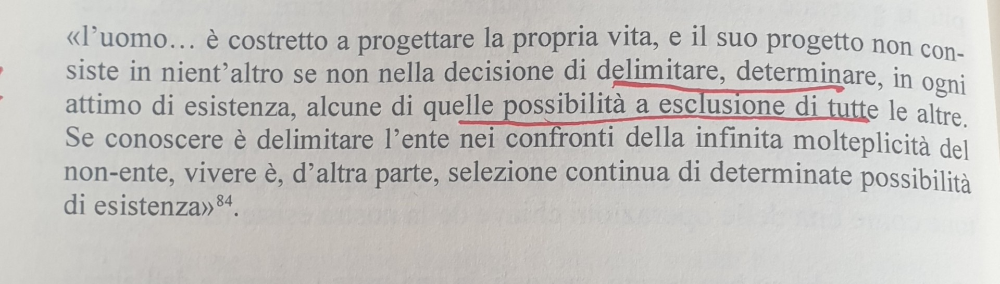 «l’uomo... è costretto a progettare la propria vita, e il suo progetto non con-
siste in nient’altro se non nella decisione di delimitare, determinare, in ogni
attimo di esistenza, alcune di quelle possibilità a esclusione di tutte le altre.
Se conoscere è delimitare l’ente nei confronti della infinita molteplicità del
non-ente, vivere è, d’altra parte, selezione continua di determinate possibilità
di esistenza»84.